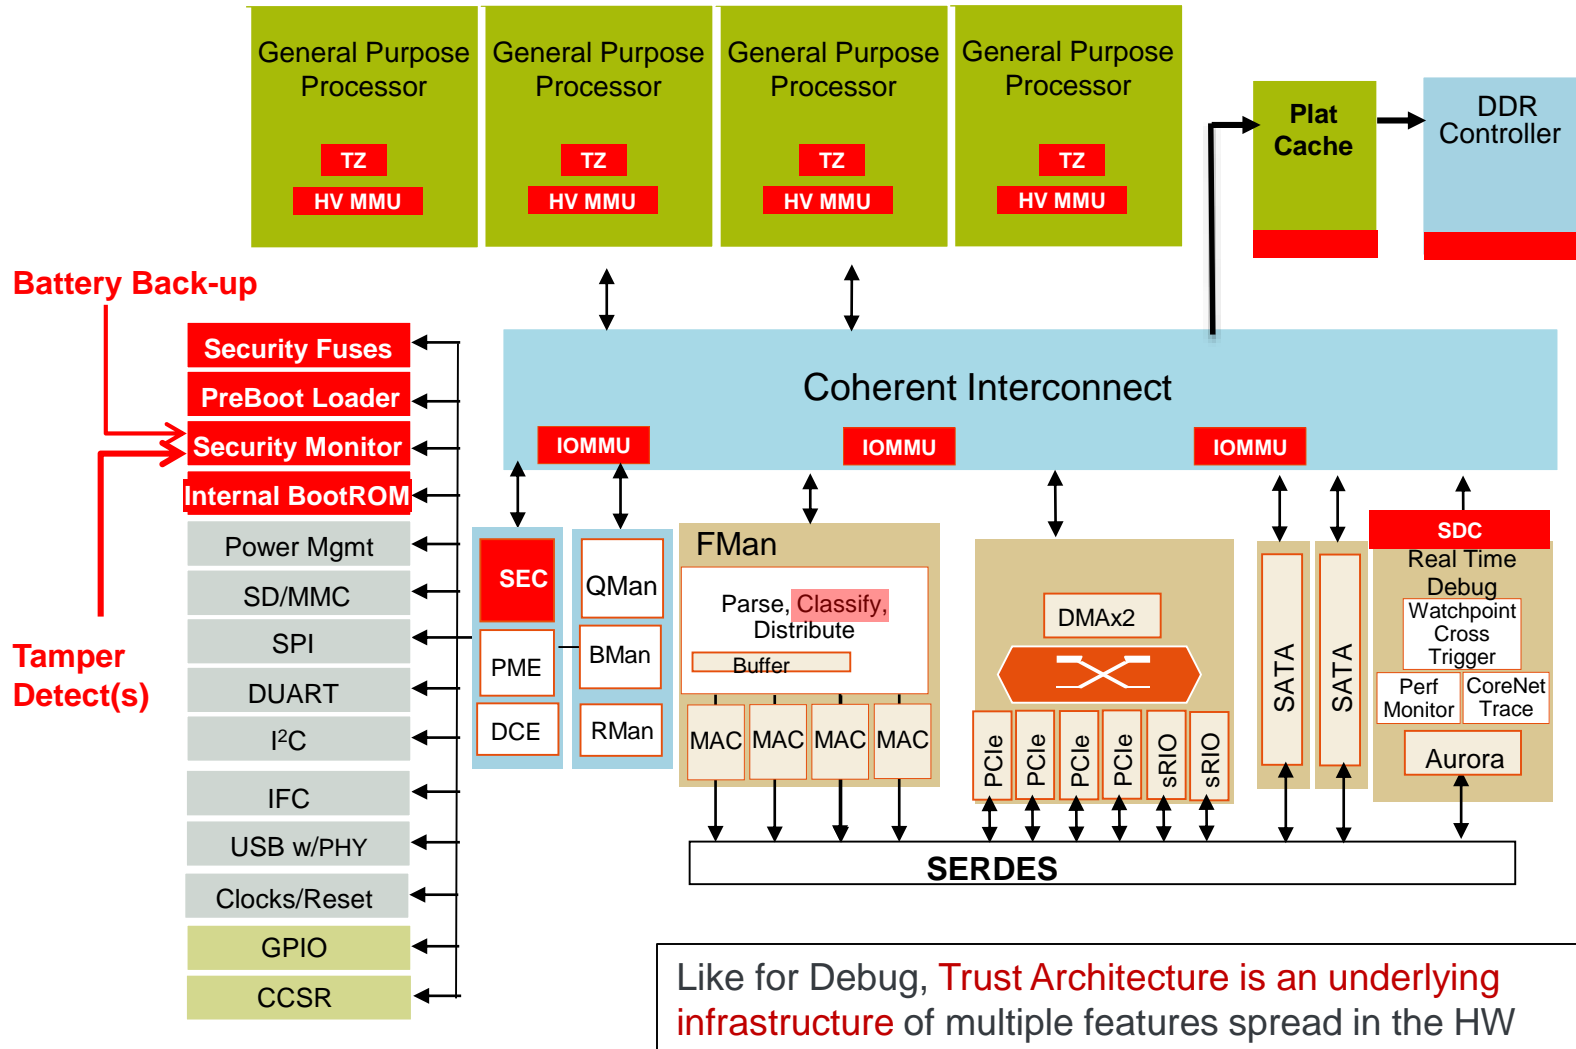 General Purpose
Processor
TZ
HV MMU
General Purpose
Processor
TZ
HV MMU
General Purpose
Processor
TZ
HV MMU
General Purpose
Processor
TZ
HV MMU
Plat
Cache
DDR
Controller
Battery Back-up
Tamper
Detect(s)
Security Fuses
PreBoot Loader
Security Monitor
Internal BootROM
Power Mgmt
SD/MMC
SPI
DUART
I²C
IFC
USB w/PHY
Clocks/Reset
GPIO
CCSR
Coherent Interconnect
IOMMU
IOMMU
IOMMU
SEC
PME
DCE
QMan
BMan
RMan
FMan
Parse, Classify,
Distribute
Buffer
MAC
MAC
MAC
MAC
DMAx2
PCIe
PCIe
PCIe
PCIe
sRIO
sRIO
SATA
SATA
SDC
Real Time
Debug
Watchpoint
Cross
Trigger
Perf
Monitor
CoreNet
Trace
Aurora
SERDES
Like for Debug, Trust Architecture is an underlying
infrastructure of multiple features spread in the HW